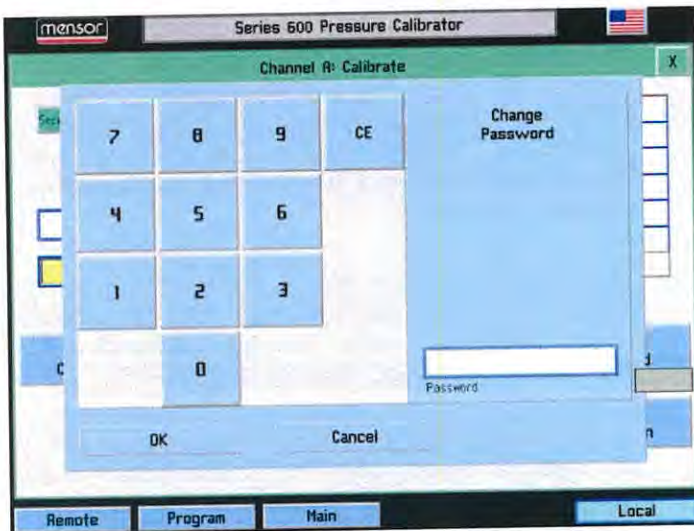 mensor
Series 600 Pressure Calibrator
Channel A: Calibrate
X
7 8 9 CE
Change
Password
4 5 6
1 2 3
0
Password
OK Cancel
Remote Program Main Local